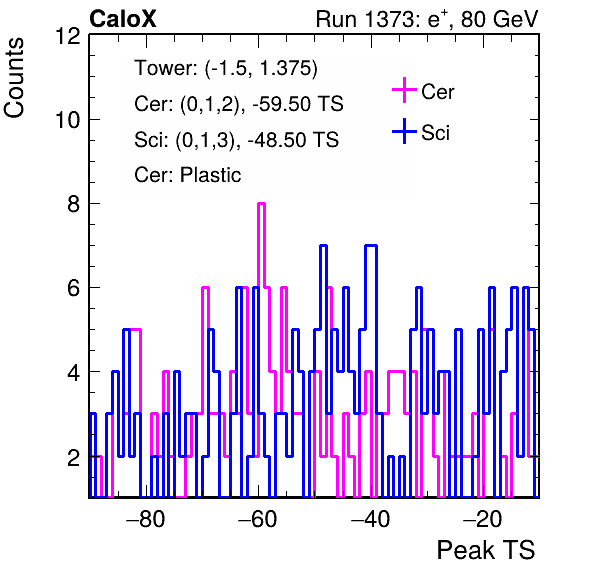 CaloX Run 1373: e⁺, 80 GeV
Counts
12
10
8
6
4
2
Tower: (-1.5, 1.375)
Cer: (0,1,2), -59.50 TS
Sci: (0,1,3), -48.50 TS
Cer: Plastic
Cer
Sci
−80 −60 −40 −20
Peak TS